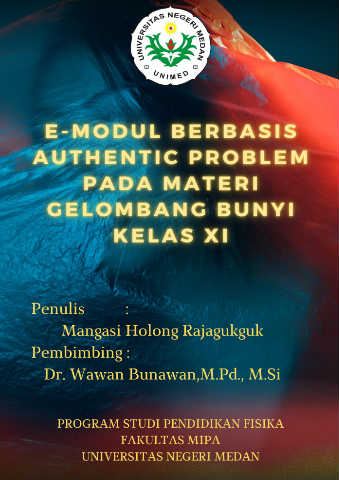 UNIVERSITAS NEGERI MEDAN
UNIMED
E-MODUL BERBASIS
AUTHENTIC PROBLEM
PADA MATERI
GELOMBANG BUNYI
KELAS XI
Penulis :
Mangasi Holong Rajagukguk
Pembimbing :
Dr. Wawan Bunawan,M.Pd., M.Si
PROGRAM STUDI PENDIDIKAN FISIKA
FAKULTAS MIPA
UNIVERSITAS NEGERI MEDAN